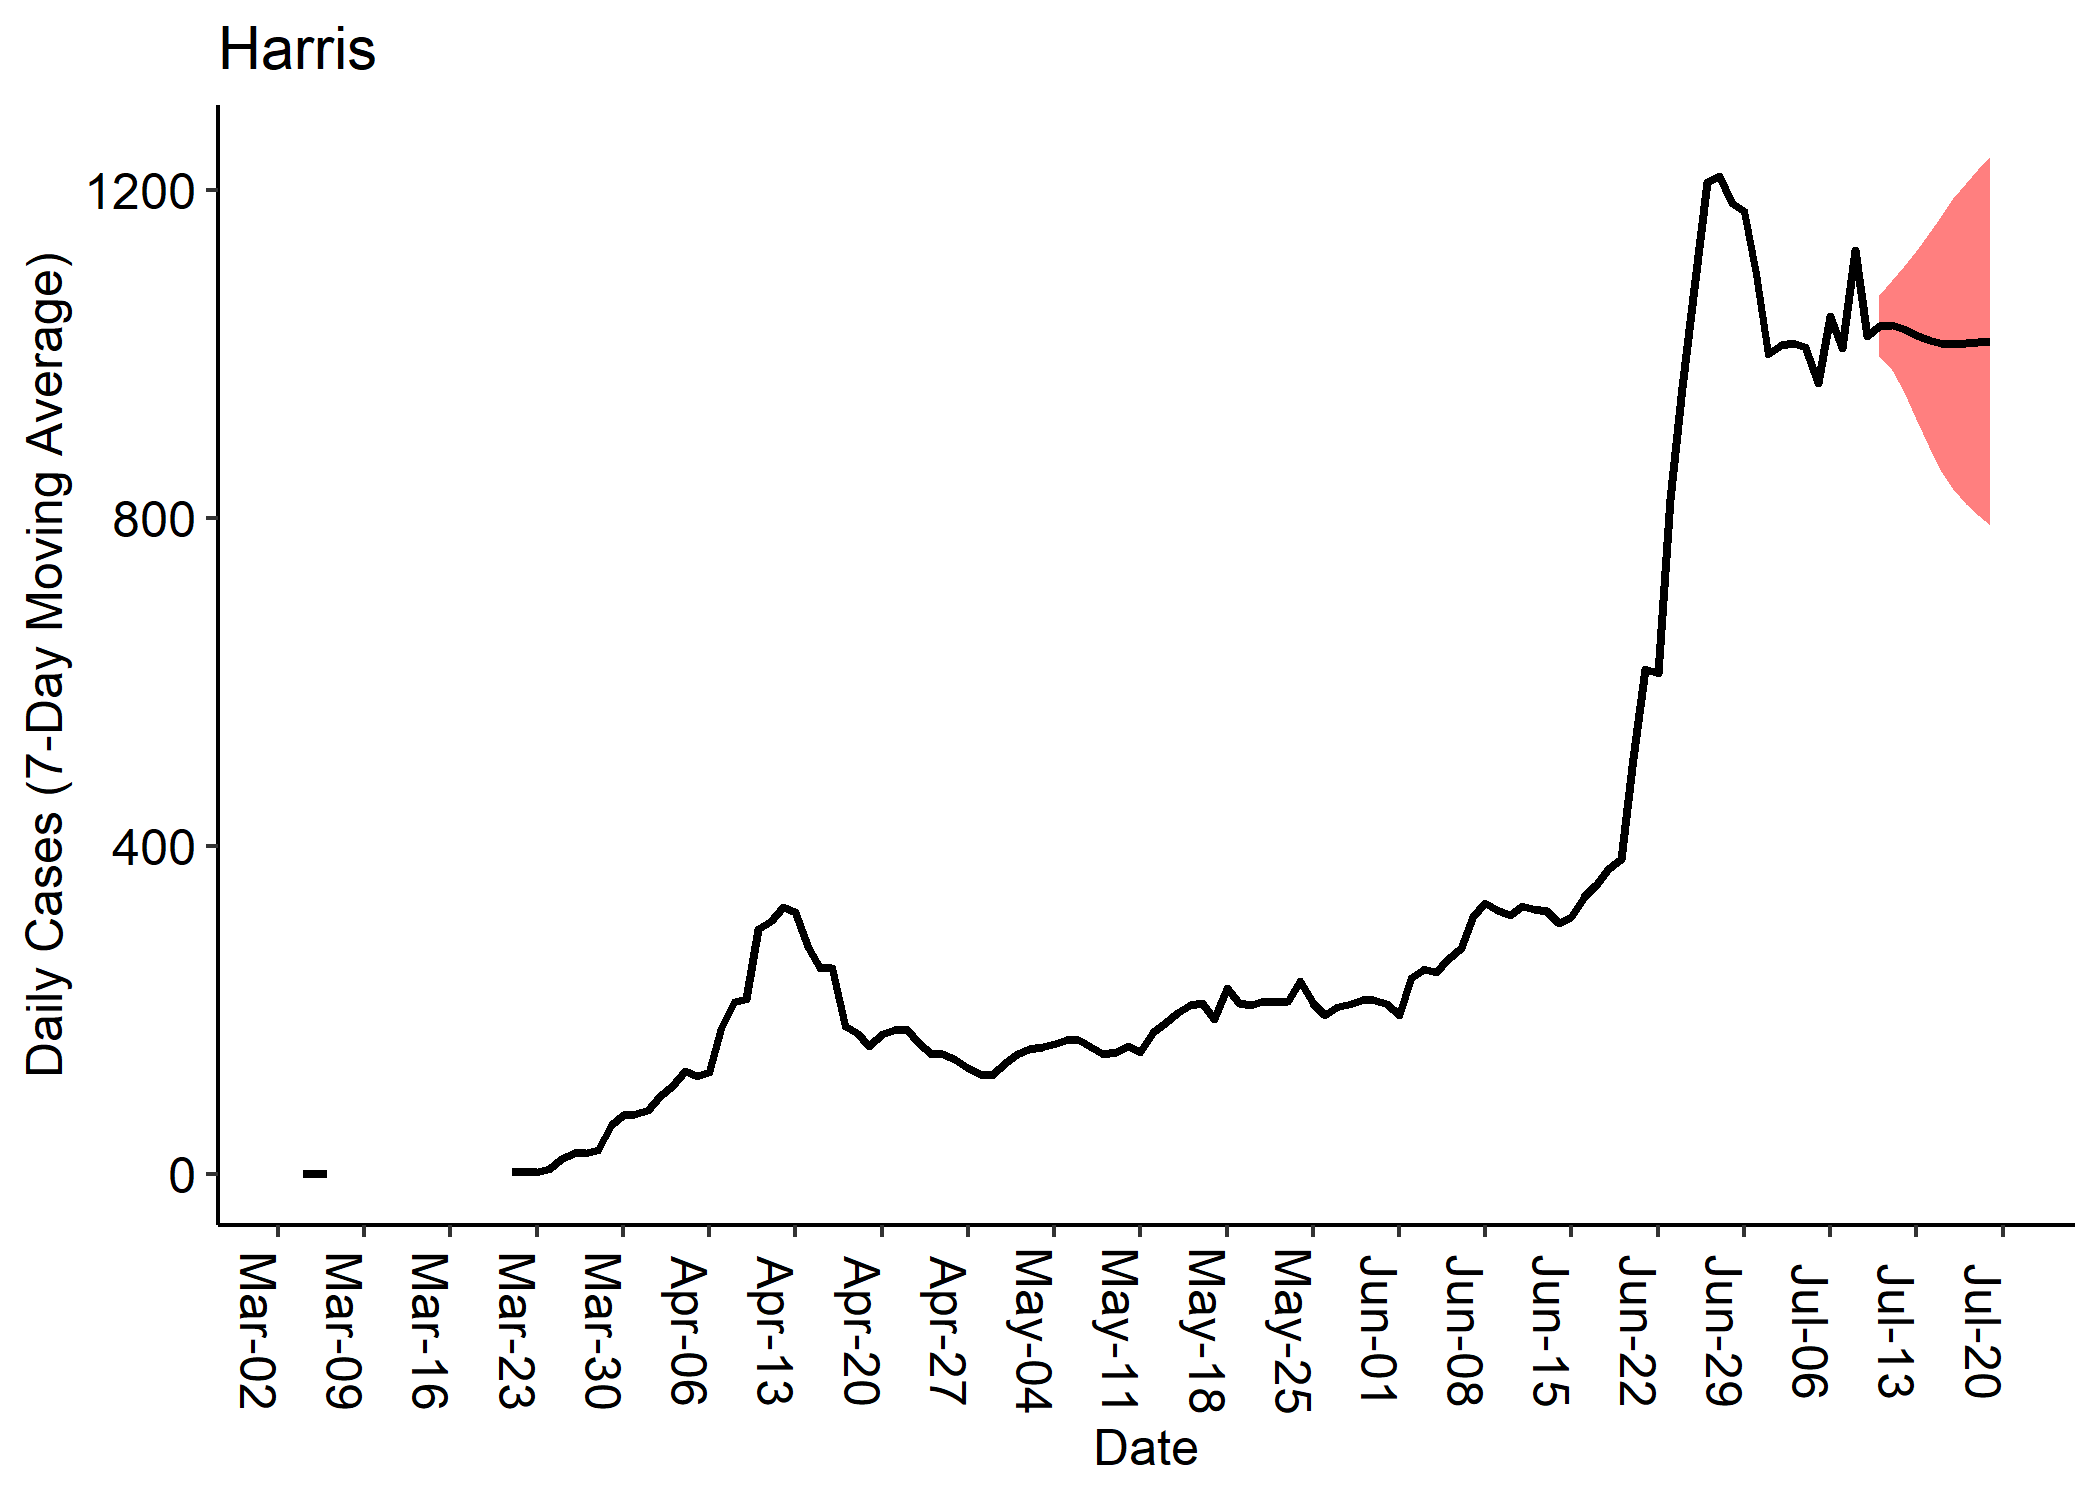 Harris
Daily Cases (7-Day Moving Average)
1200
800
400
0
Mar-02
Mar-09
Mar-16
Mar-23
Mar-30
Apr-06
Apr-13
Apr-20
Apr-27
May-04
May-11
May-18
May-25
Jun-01
Jun-08
Jun-15
Jun-22
Jun-29
Jul-06
Jul-13
Jul-20
Date